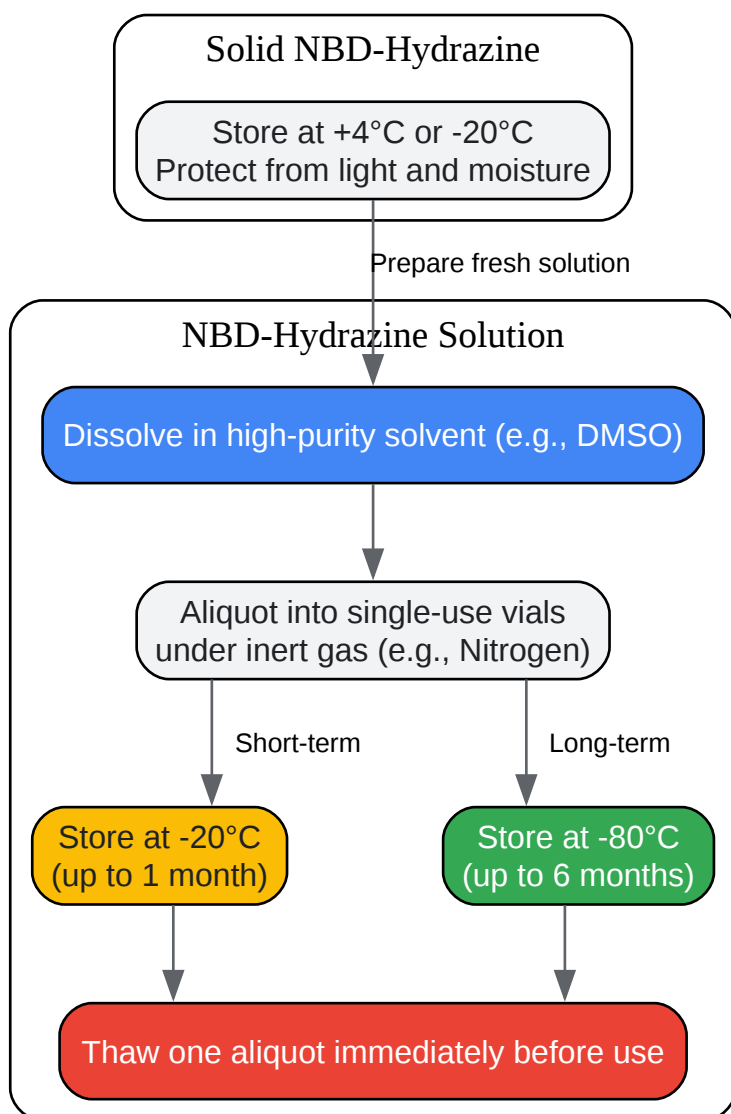 Solid NBD-Hydrazine
Store at +4°C or -20°C
Protect from light and moisture
Prepare fresh solution
NBD-Hydrazine Solution
Dissolve in high-purity solvent (e.g., DMSO)
Aliquot into single-use vials
under inert gas (e.g., Nitrogen)
Short-term
Long-term
Store at -20°C
(up to 1 month)
Store at -80°C
(up to 6 months)
Thaw one aliquot immediately before use